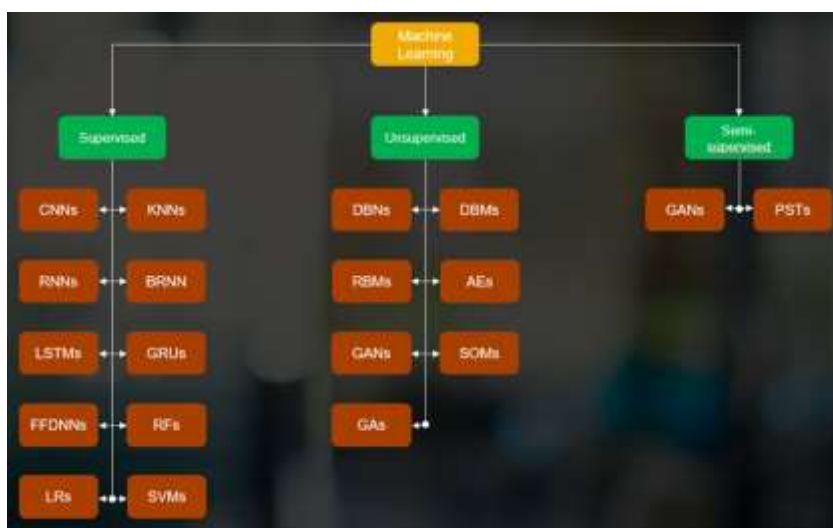 Machine
Learning
Supervised
Unsupervised
Semi-
supervised
CNNs
KNNs
DBNs
DBMs
GANs
PSTs
RNNs
BRNN
RBMs
AEs
LSTMs
GRUs
GANs
SOMs
FFDNNs
RFs
GAs
LRs
SVMs